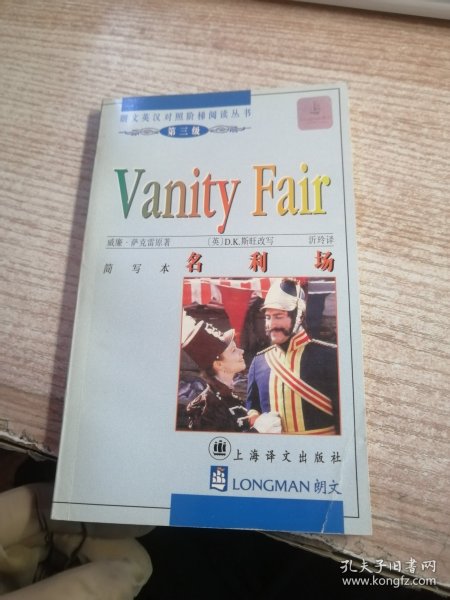 朗文英汉对照阶梯阅读丛书
第三级
Vanity Fair
威廉·萨克雷原著 (英)D.K.斯旺改写 沂玲译
简写本 名利场
上海译文出版社
LONGMAN 朗文
孔夫子旧书网
www.kongfz.com